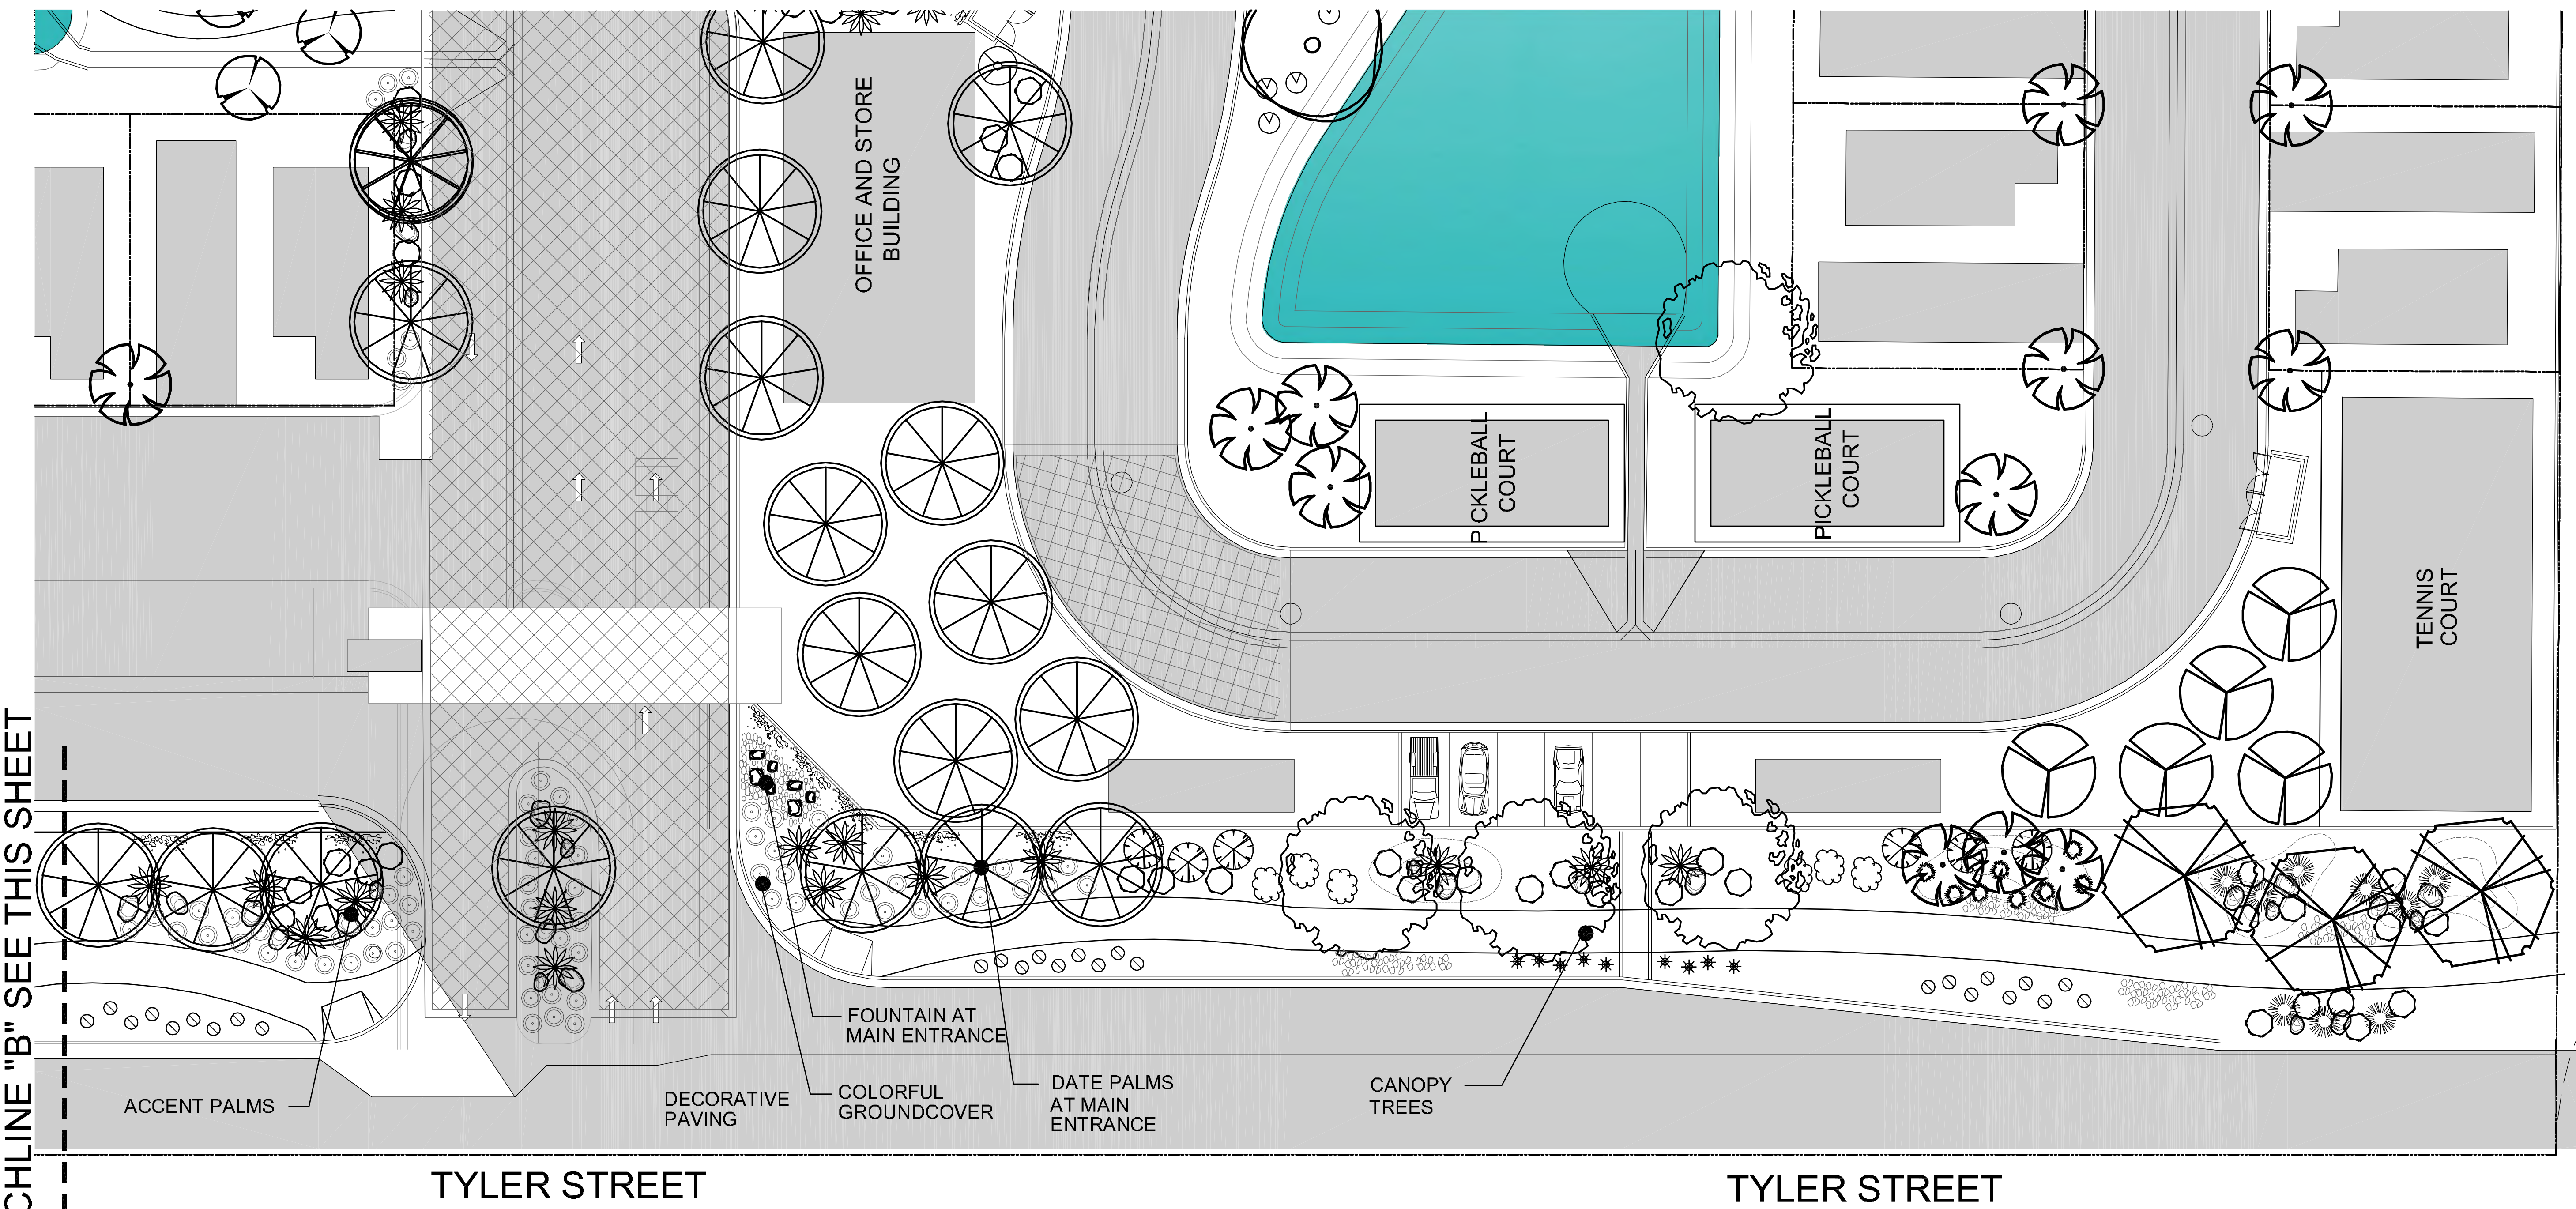 OFFICE AND STORE
BUILDING
PICKLEBALL
COURT
PICKLEBALL
COURT
TENNIS
COURT
CHLINE "B" SEE THIS SHEET
FOUNTAIN AT
MAIN ENTRANCE
ACCENT PALMS
DECORATIVE
PAVING
COLORFUL
GROUNDCOVER
DATE PALMS
AT MAIN
ENTRANCE
CANOPY
TREES
TYLER STREET
TYLER STREET